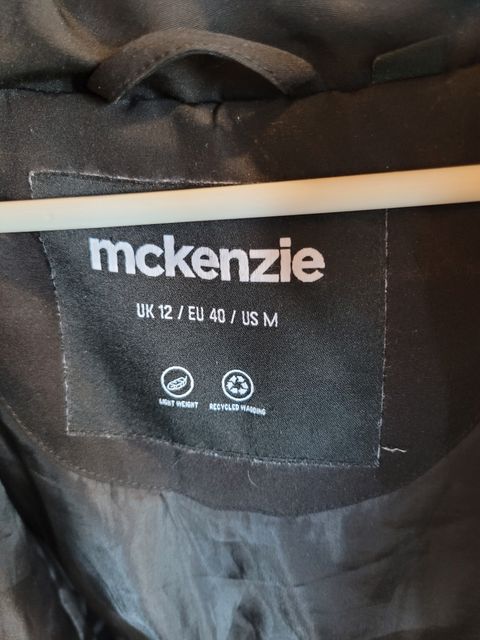 mckenzie
UK 12 / EU 40 / US M
LIGHT WEIGHT
RECYCLED WADDING